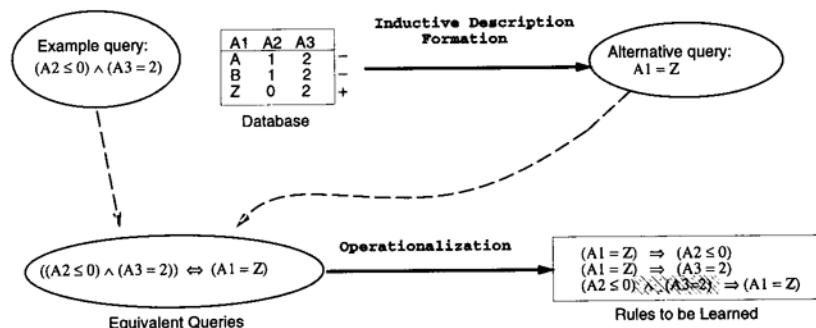 Example query:
(A2 ≤ 0) ∧ (A3 = 2)
A1 A2 A3
A 1 2 −
B 1 2 −
Z 0 2 +
Database
Inductive Description
Formation
Alternative query:
A1 = Z
((A2 ≤ 0) ∧ (A3 = 2)) ⇔ (A1 = Z)
Equivalent Queries
Operationalization
(A1 = Z) ⇒ (A2 ≤ 0)
(A1 = Z) ⇒ (A3 = 2)
(A2 ≤ 0) ∧ (A3=2) ⇒ (A1 = Z)
Rules to be Learned